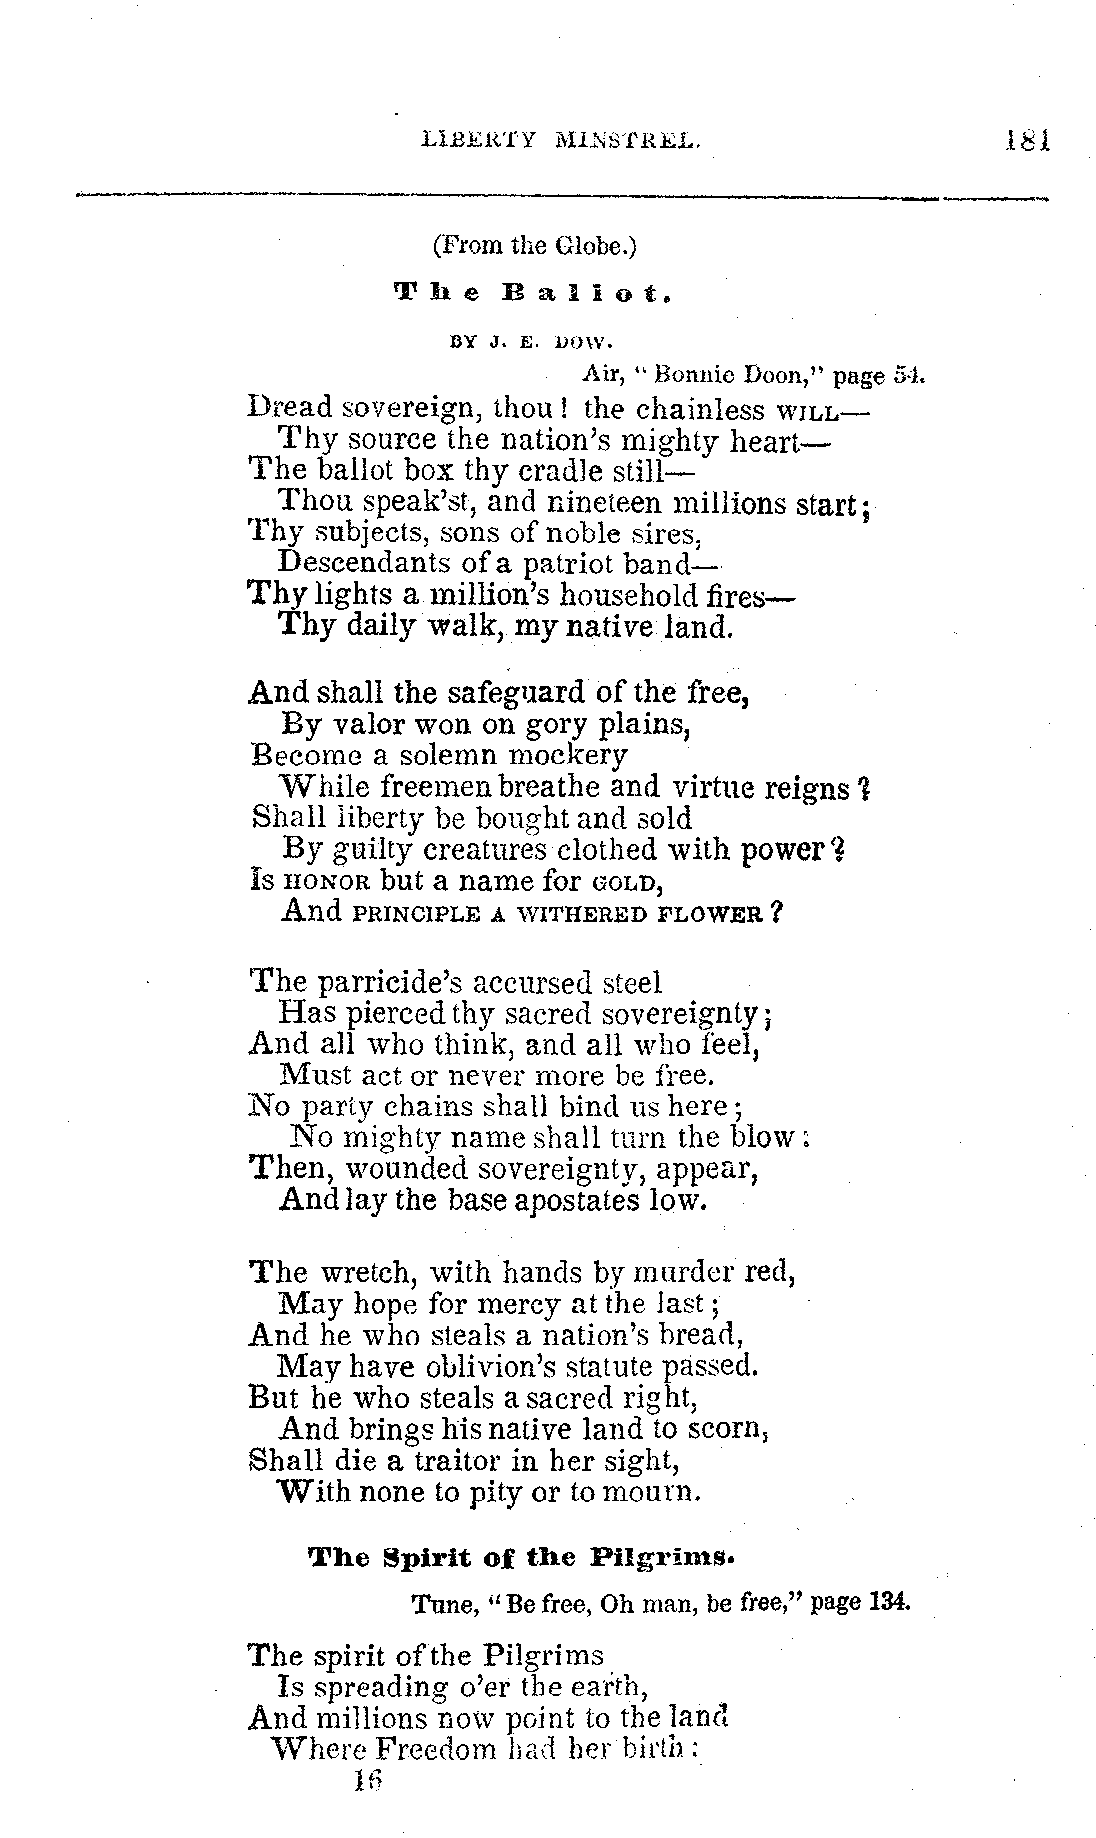 LIBERTY MINSTREL. 181
(From the Globe.)
The Ballot.
BY J. E. DOW.
Air, "Bonnie Doon," page 54.
Dread sovereign, thou! the chainless WILL—
Thy source the nation's mighty heart—
The ballot box thy cradle still—
Thou speak'st, and nineteen millions start;
Thy subjects, sons of noble sires,
Descendants of a patriot band—
Thy lights a million's household fires—
Thy daily walk, my native land.
And shall the safeguard of the free,
By valor won on gory plains,
Become a solemn mockery
While freemen breathe and virtue reigns?
Shall liberty be bought and sold
By guilty creatures clothed with power?
Is HONOR but a name for GOLD,
And PRINCIPLE A WITHERED FLOWER?
The parricide's accursed steel
Has pierced thy sacred sovereignty;
And all who think, and all who feel,
Must act or never more be free.
No party chains shall bind us here;
No mighty name shall turn the blow:
Then, wounded sovereignty, appear,
And lay the base apostates low.
The wretch, with hands by murder red,
May hope for mercy at the last;
And he who steals a nation's bread,
May have oblivion's statute passed.
But he who steals a sacred right,
And brings his native land to scorn,
Shall die a traitor in her sight,
With none to pity or to mourn.
The Spirit of the Pilgrims.
Tune, "Be free, Oh man, be free," page 134.
The spirit of the Pilgrims
Is spreading o'er the earth,
And millions now point to the land
Where Freedom had her birth:
16